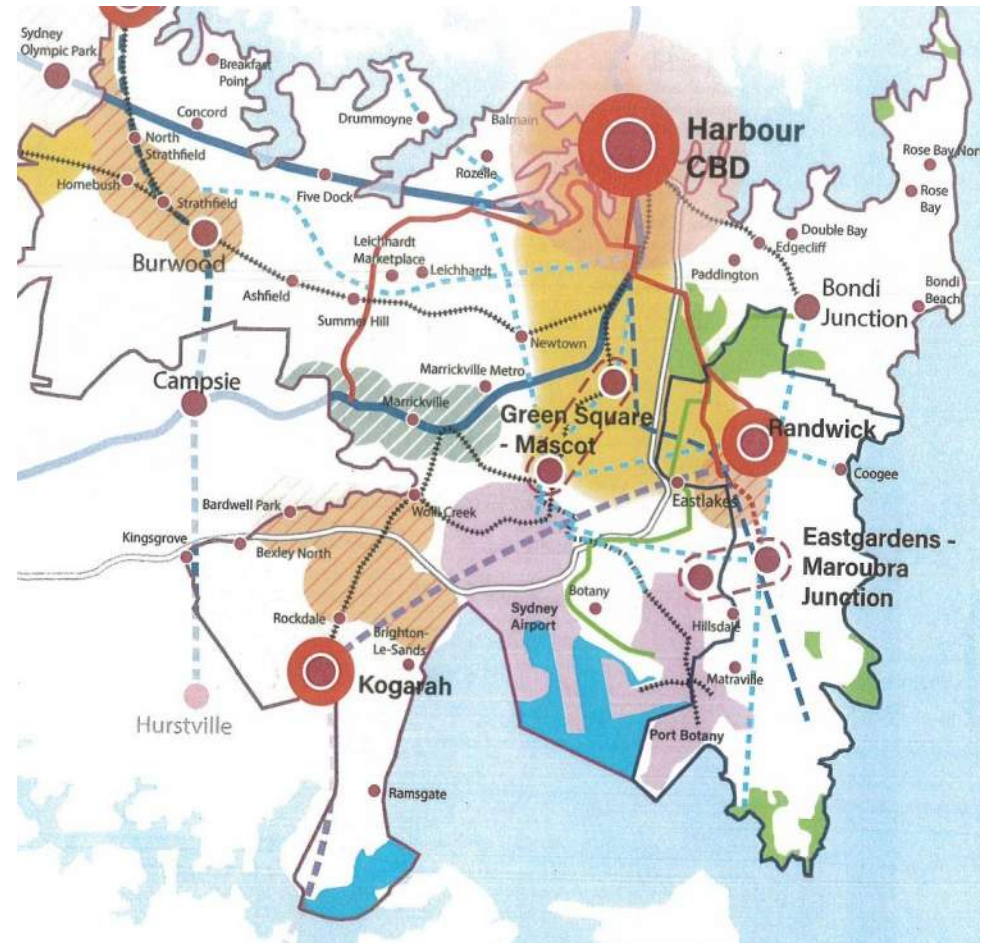 Sydney
Olympic Park
Breakfast
Point
Concord
Drummoyne
Balmain
Harbour
CBD
North
Strathfield
Rozelle
Rose Bay Nor
Homebush
Strathfield
Five Dock
Rose
Bay
Double Bay
Edgecliff
Burwood
Leichhardt
Marketplace
Leichhardt
Paddington
Bondi
Junction
Bondi
Beach
Ashfield
Summer Hill
Newtown
Campsie
Marrickville Metro
Marrickville
Green Square
- Mascot
Randwick
Coogee
Eastlakes
Bardwell Park
Wolli Creek
Kingsgrove
Bexley North
Eastgardens -
Maroubra
Junction
Rockdale
Sydney
Airport
Botany
Hillsdale
Brighton-
Le-Sands
Kogarah
Matraville
Hurstville
Port Botany
Ramsgate